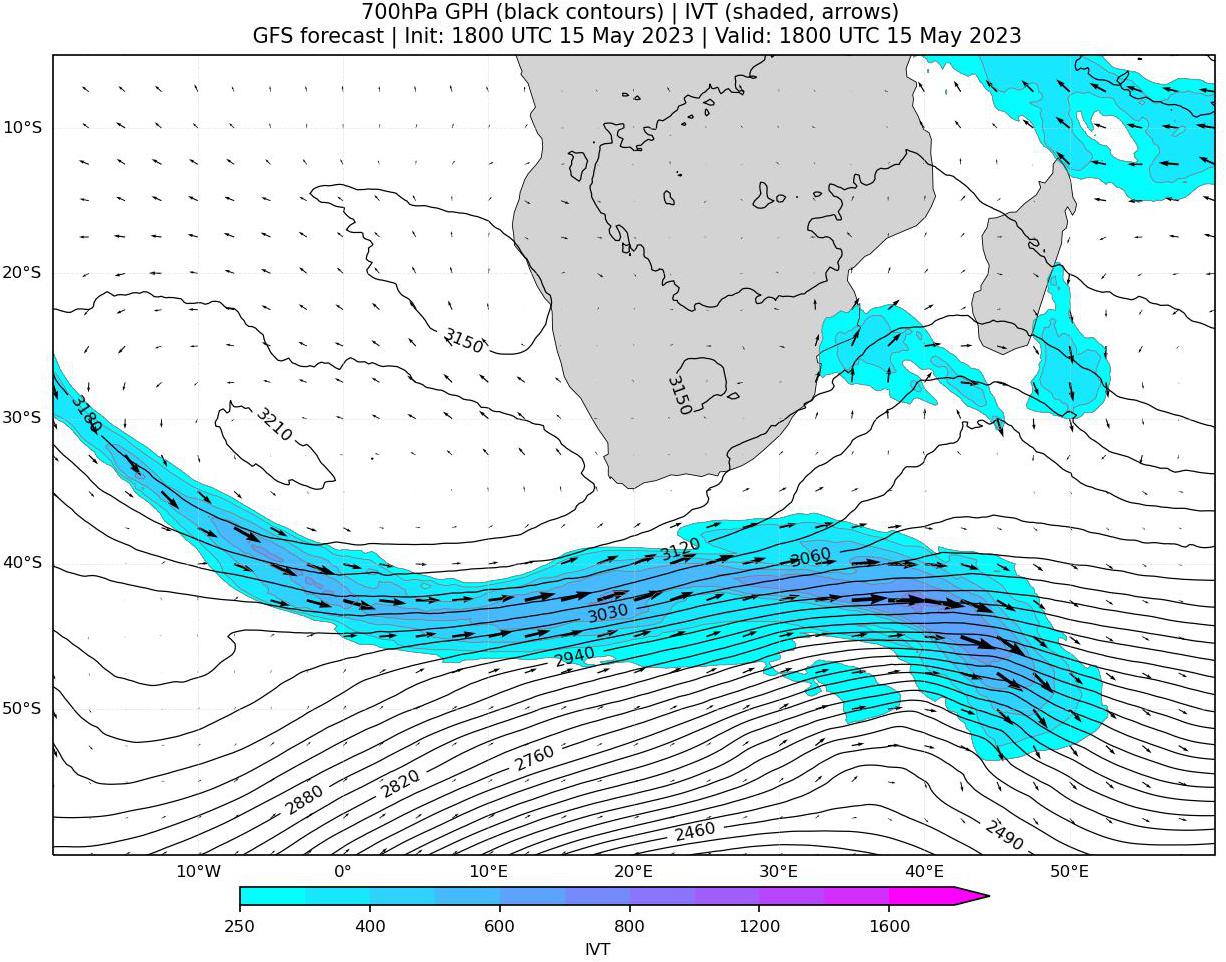 700hPa GPH (black contours) | IVT (shaded, arrows)
GFS forecast | Init: 1800 UTC 15 May 2023 | Valid: 1800 UTC 15 May 2023
10°S
20°S
3150
3150
30°S
3180
3210
40°S
3120
3060
3030
2940
50°S
2760
2820
2880
2460
2490
10°W 0° 10°E 20°E 30°E 40°E 50°E
250 400 600 800 1200 1600
IVT